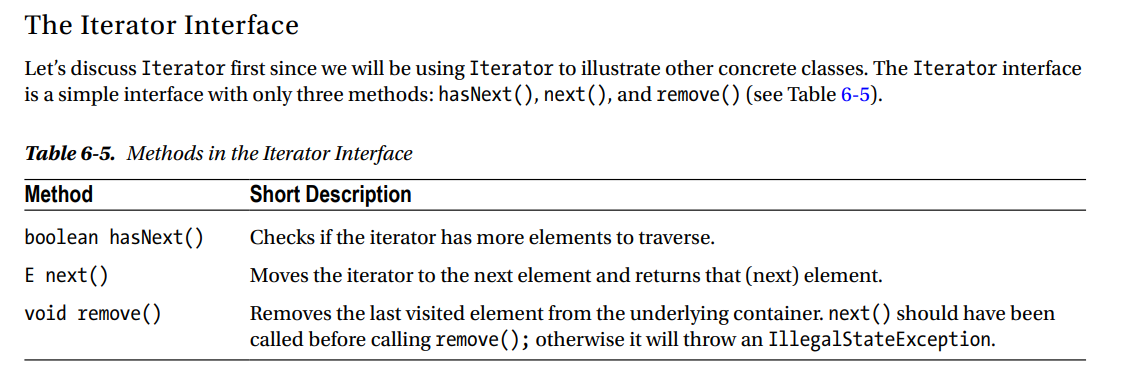 The Iterator Interface
Let’s discuss Iterator first since we will be using Iterator to illustrate other concrete classes. The Iterator interface
is a simple interface with only three methods: hasNext(), next(), and remove() (see Table 6-5).
Table 6-5. Methods in the Iterator Interface
Method Short Description
boolean hasNext() Checks if the iterator has more elements to traverse.
E next() Moves the iterator to the next element and returns that (next) element.
void remove() Removes the last visited element from the underlying container. next() should have been
called before calling remove(); otherwise it will throw an IllegalStateException.